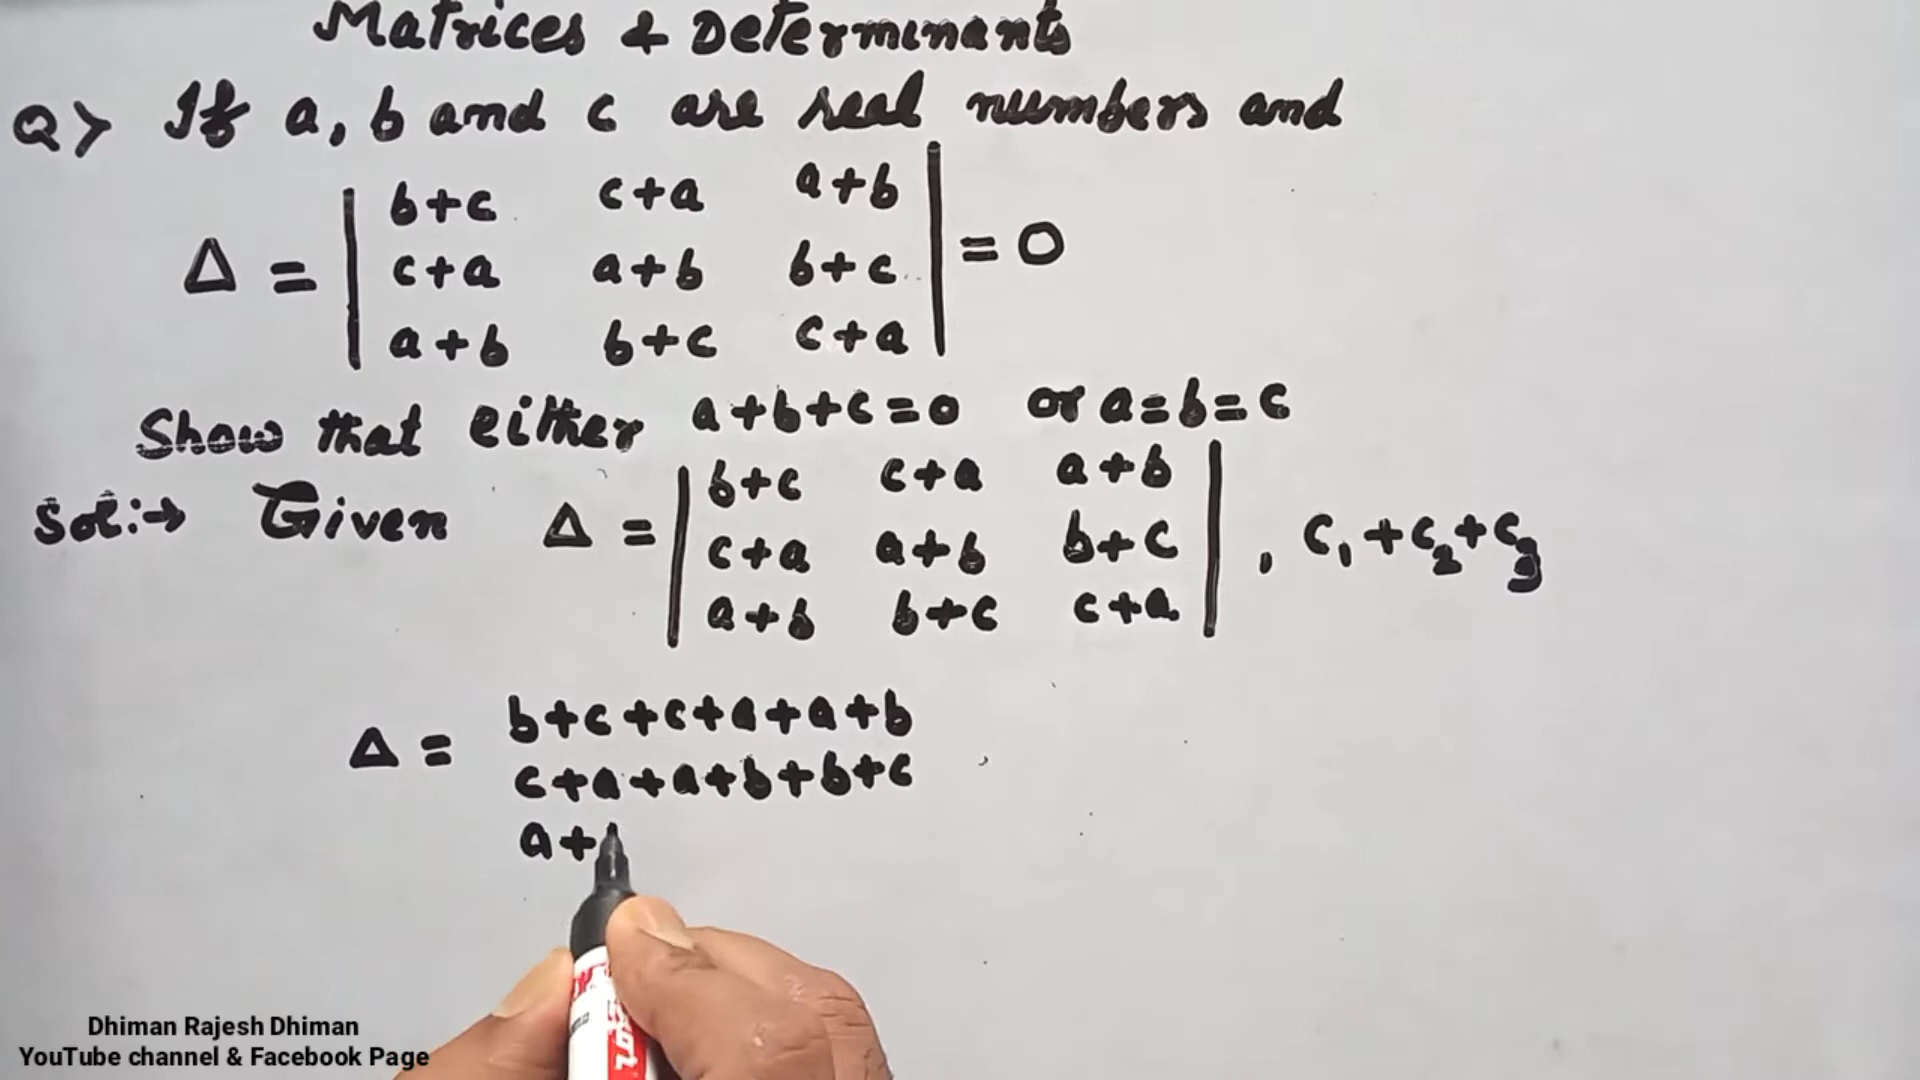 Matrices & Determinants
Q> If a, b and c are real numbers and
Δ = | b+c c+a a+b | = 0
c+a a+b b+c
a+b b+c c+a
Show that either a+b+c=0 or a=b=c
Sol:→ Given Δ = | b+c c+a a+b | , C₁+C₂+C₃
c+a a+b b+c
a+b b+c c+a
Δ = b+c+c+a+a+b
c+a+a+b+b+c
a+
Dhiman Rajesh Dhiman
YouTube channel & Facebook Page